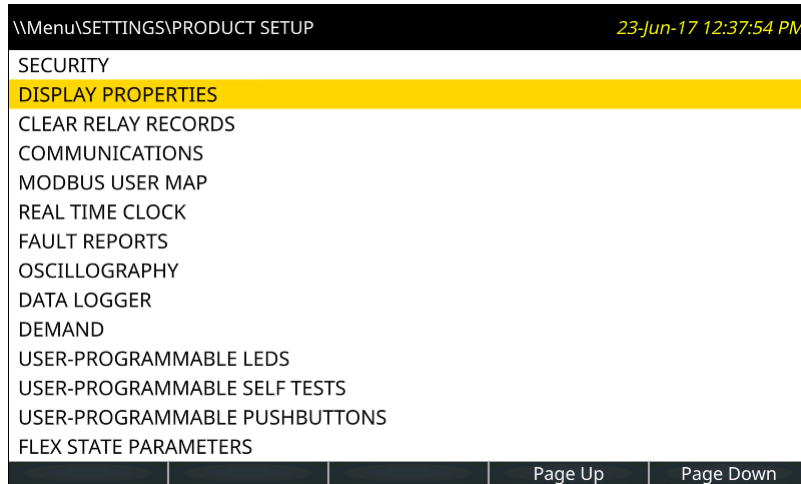 \\Menu\SETTINGS\PRODUCT SETUP 23-Jun-17 12:37:54 PM
SECURITY
DISPLAY PROPERTIES
CLEAR RELAY RECORDS
COMMUNICATIONS
MODBUS USER MAP
REAL TIME CLOCK
FAULT REPORTS
OSCILLOGRAPHY
DATA LOGGER
DEMAND
USER-PROGRAMMABLE LEDS
USER-PROGRAMMABLE SELF TESTS
USER-PROGRAMMABLE PUSHBUTTONS
FLEX STATE PARAMETERS
Page Up Page Down